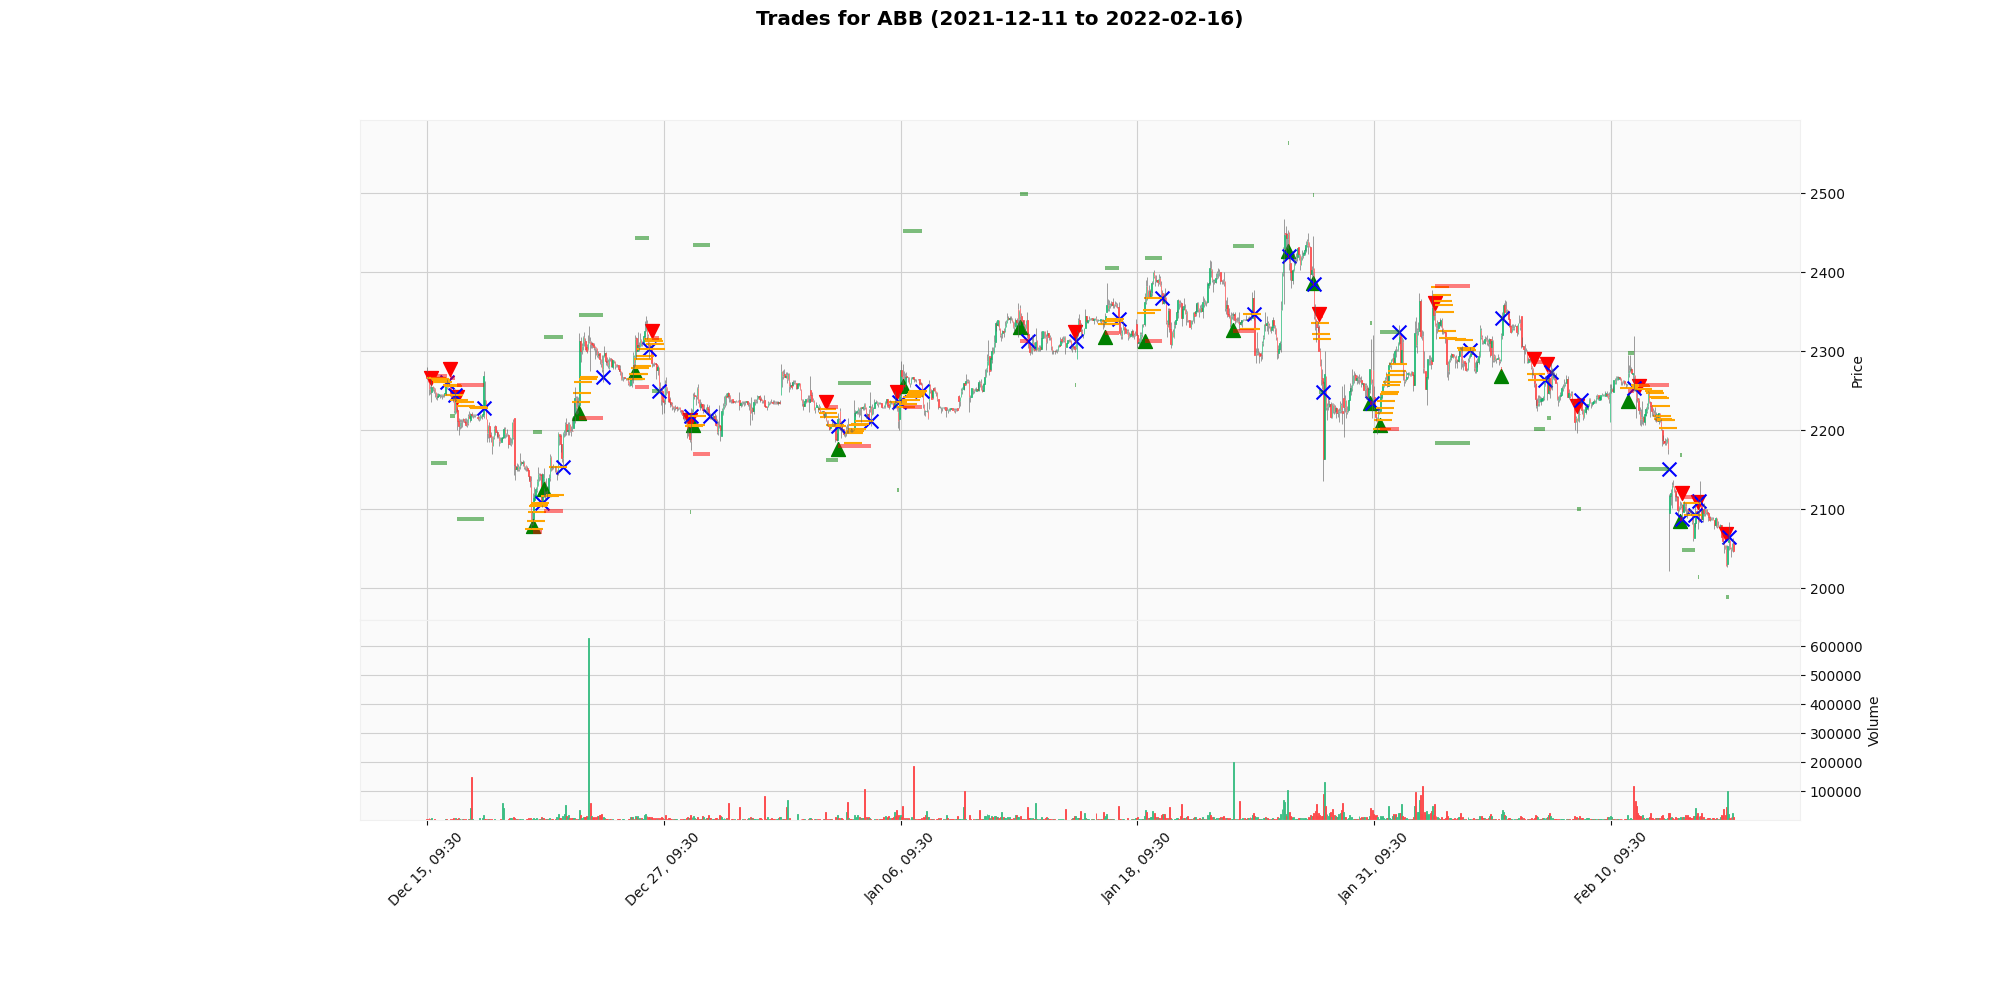 Trades for ABB (2021-12-11 to 2022-02-16)
2500
2400
2300
2200
2100
2000
Price
600000
500000
400000
300000
200000
100000
Volume
Dec 15, 09:30
Dec 27, 09:30
Jan 06, 09:30
Jan 18, 09:30
Jan 31, 09:30
Feb 10, 09:30